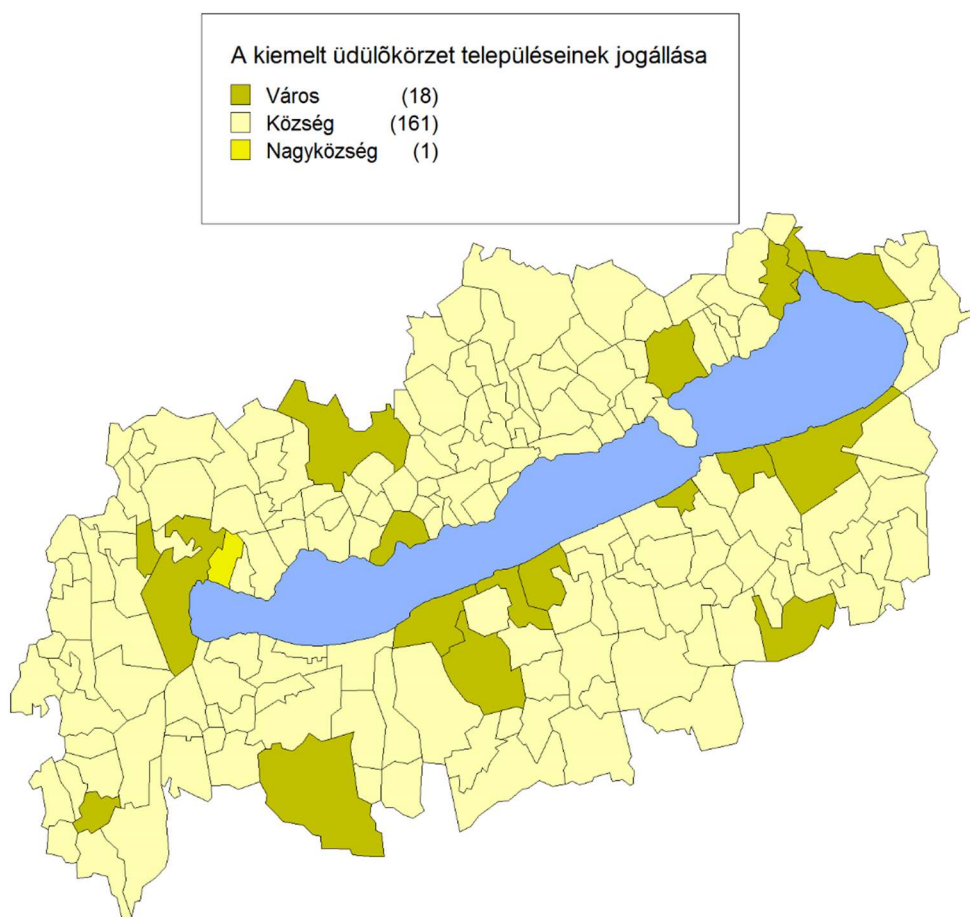 A kiemelt üdülõkörzet településeinek jogállása
Város (18)
Község (161)
Nagyközség (1)